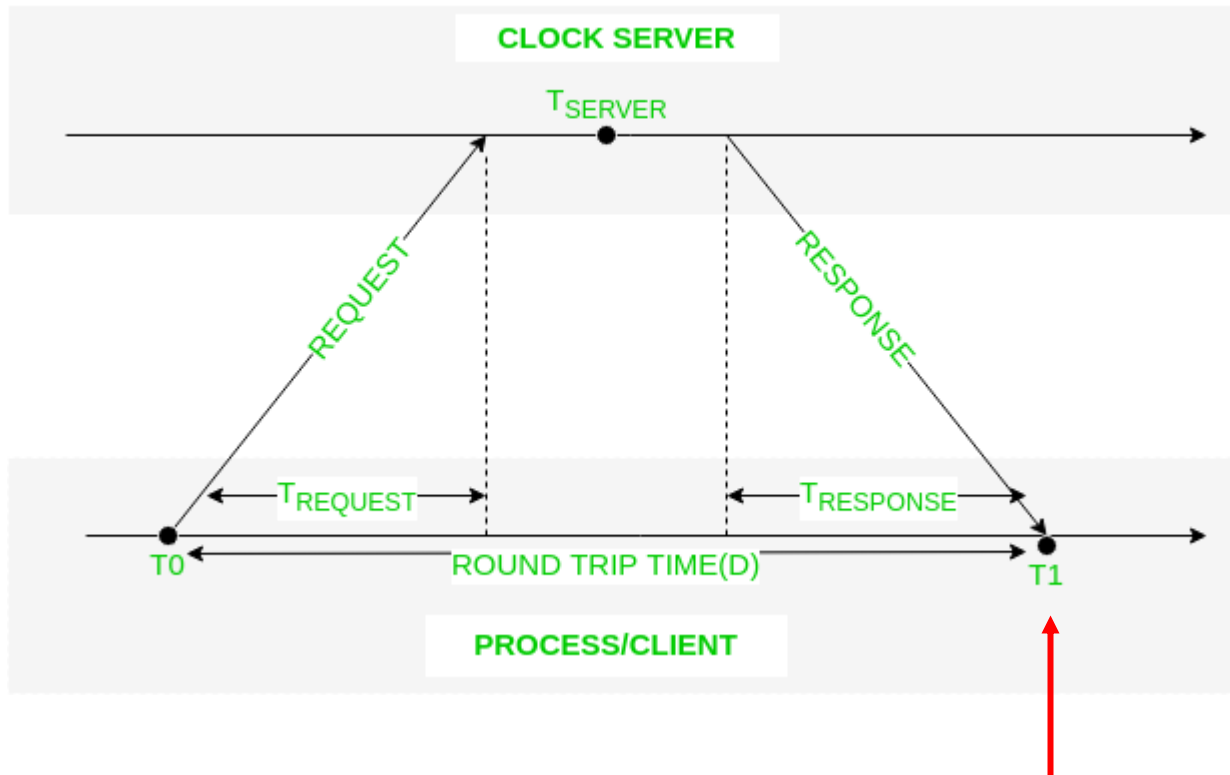 CLOCK SERVER
TSERVER
REQUEST
RESPONSE
TREQUEST
TRESPONSE
T0
ROUND TRIP TIME(D)
T1
PROCESS/CLIENT